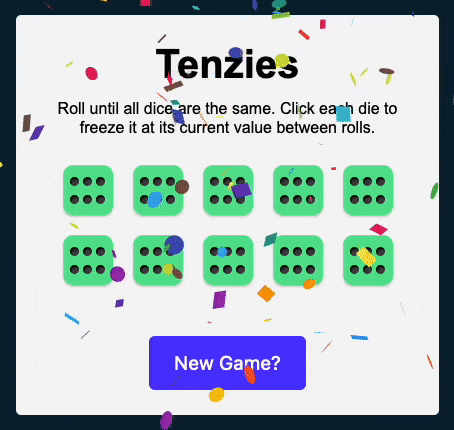 Tenzies
Roll until all dice are the same. Click each die to
freeze it at its current value between rolls.
New Game?